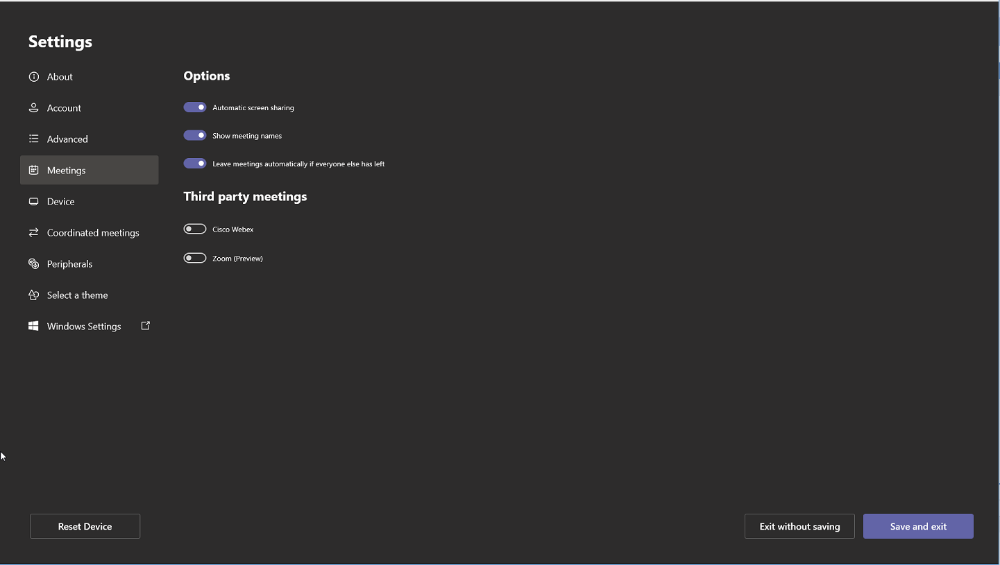 Settings
About
Account
Advanced
Meetings
Device
Coordinated meetings
Peripherals
Select a theme
Windows Settings
Options
Automatic screen sharing
Show meeting names
Leave meetings automatically if everyone else has left
Third party meetings
Cisco Webex
Zoom (Preview)
Reset Device
Exit without saving
Save and exit